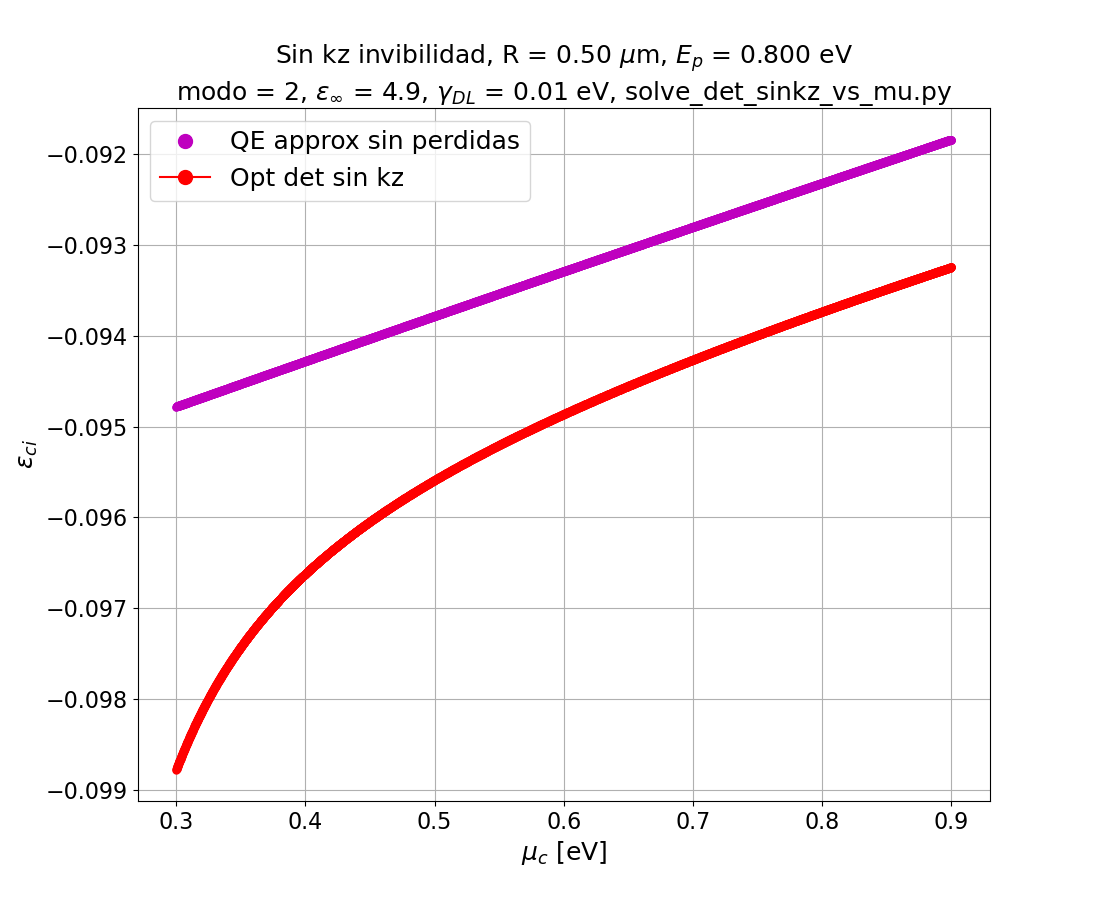 Sin kz invibilidad, R = 0.50 μm, E_p = 0.800 eV
modo = 2, ε_∞ = 4.9, γ_DL = 0.01 eV, solve_det_sinkz_vs_mu.py
QE approx sin perdidas
Opt det sin kz
−0.092
−0.093
−0.094
−0.095
−0.096
−0.097
−0.098
−0.099
ε_ci
0.3 0.4 0.5 0.6 0.7 0.8 0.9
μ_c [eV]